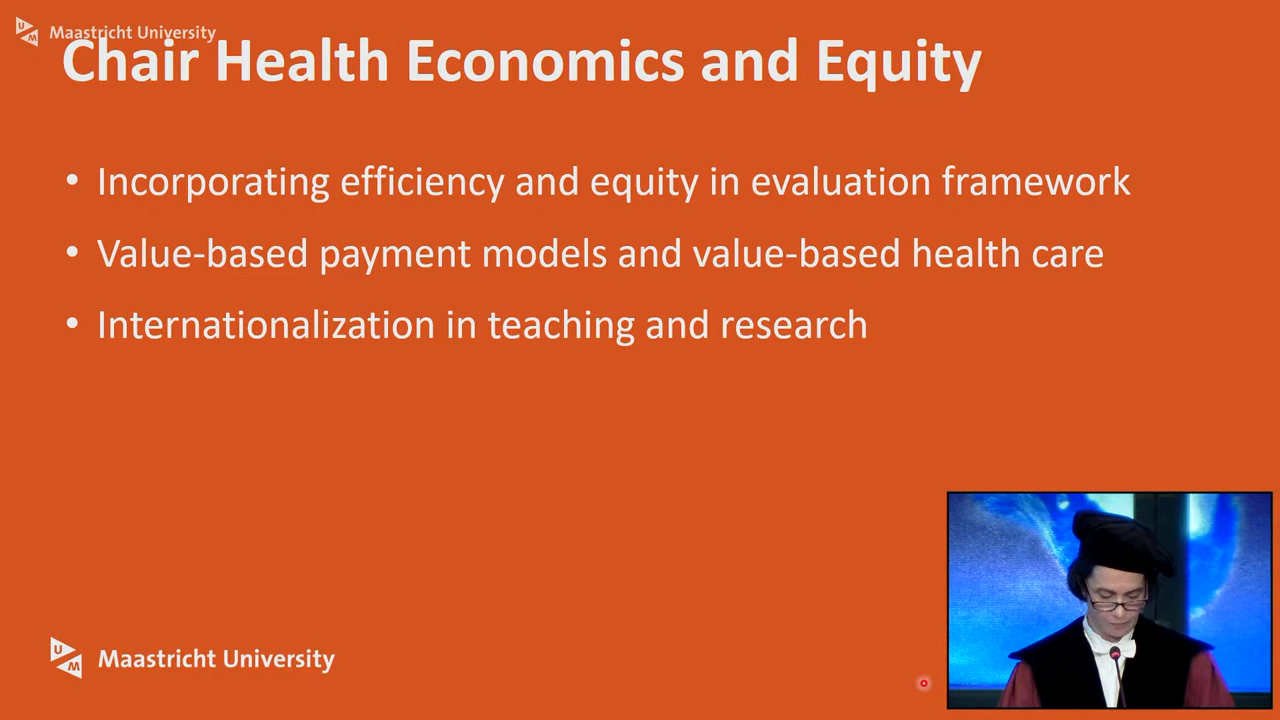 Maastricht University
Chair Health Economics and Equity
• Incorporating efficiency and equity in evaluation framework
• Value-based payment models and value-based health care
• Internationalization in teaching and research
UM Maastricht University